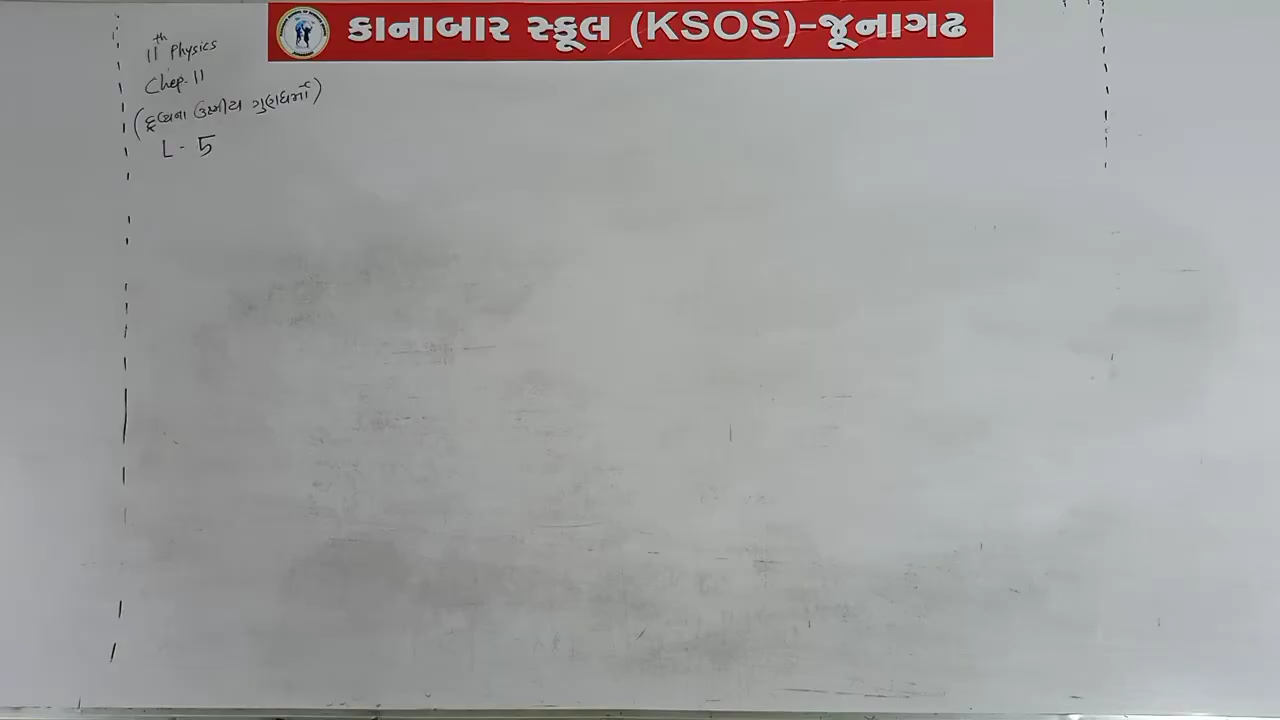 કાનાબાર સ્કૂલ (KSOS)-જૂનાગઢ
11th Physics
Chep-11
(દ્રવ્યના ઉષ્મીય ગુણધર્મો)
L - 5